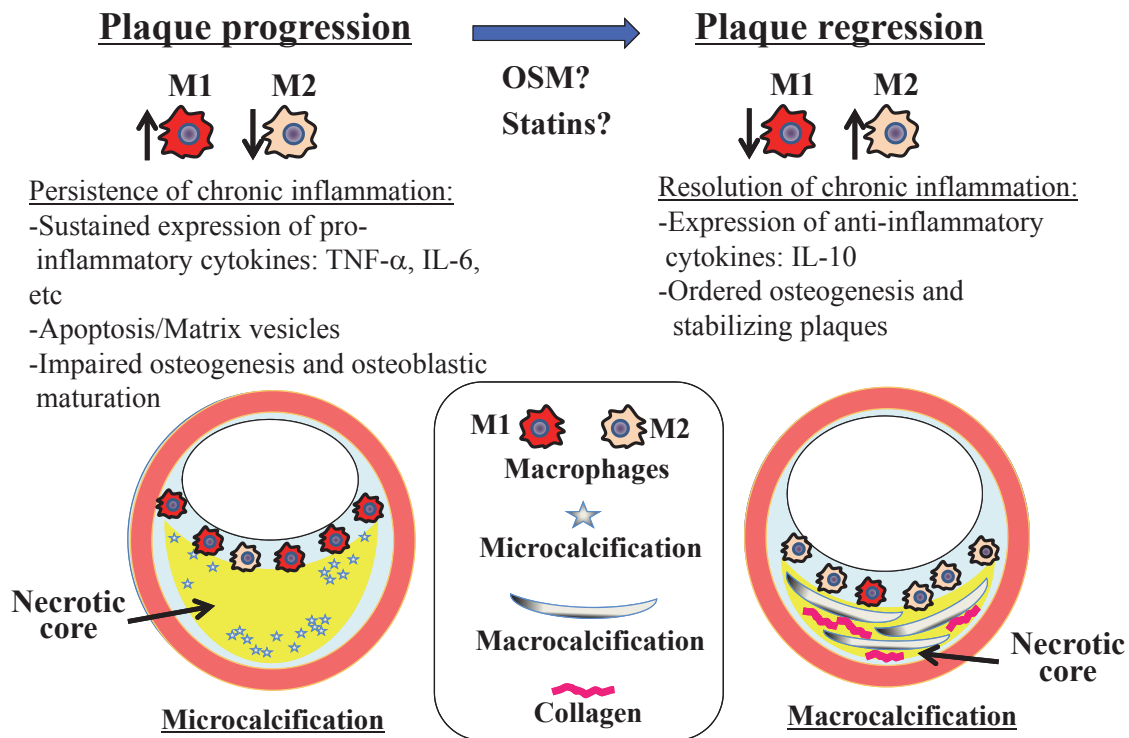 Plaque progression
OSM?
Statins?
Plaque regression
M1
M2
Persistence of chronic inflammation:
-Sustained expression of pro-
inflammatory cytokines: TNF-α, IL-6,
etc
-Apoptosis/Matrix vesicles
-Impaired osteogenesis and osteoblastic
maturation
M1
M2
Resolution of chronic inflammation:
-Expression of anti-inflammatory
cytokines: IL-10
-Ordered osteogenesis and
stabilizing plaques
Necrotic
core
Microcalcification
M1
M2
Macrophages
Microcalcification
Macrocalcification
Collagen
Necrotic
core
Macrocalcification